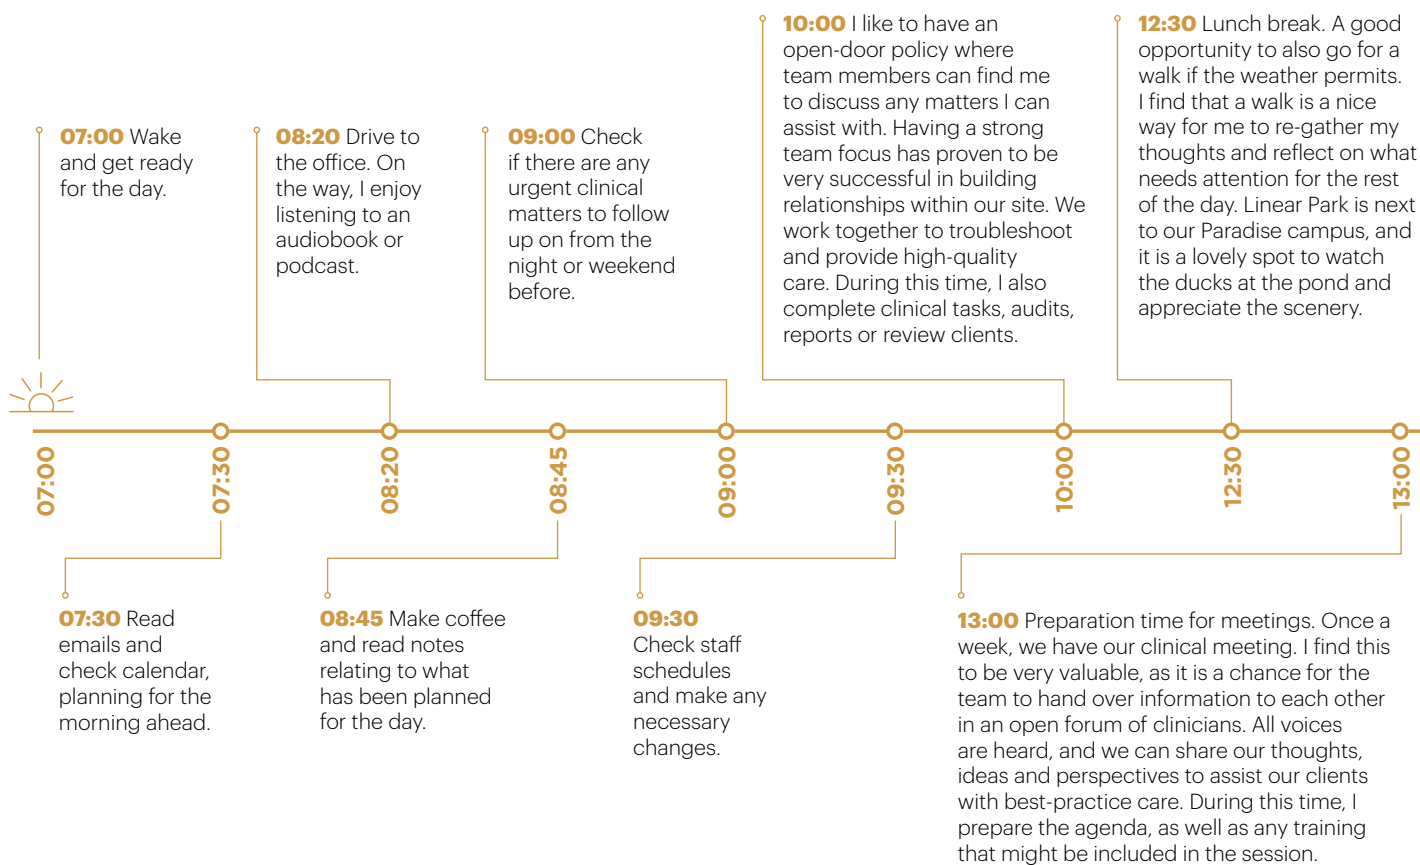 07:00 Wake
and get ready
for the day.
08:20 Drive to
the office. On
the way, I enjoy
listening to an
audiobook or
podcast.
09:00 Check
if there are any
urgent clinical
matters to follow
up on from the
night or weekend
before.
10:00 I like to have an
open-door policy where
team members can find me
to discuss any matters I can
assist with. Having a strong
team focus has proven to be
very successful in building
relationships within our site. We
work together to troubleshoot
and provide high-quality
care. During this time, I also
complete clinical tasks, audits,
reports or review clients.
12:30 Lunch break. A good
opportunity to also go for a
walk if the weather permits.
I find that a walk is a nice
way for me to re-gather my
thoughts and reflect on what
needs attention for the rest
of the day. Linear Park is next
to our Paradise campus, and
it is a lovely spot to watch
the ducks at the pond and
appreciate the scenery.
07:00
07:30
08:20
08:45
09:00
09:30
10:00
12:30
13:00
07:30 Read
emails and
check calendar,
planning for the
morning ahead.
08:45 Make coffee
and read notes
relating to what
has been planned
for the day.
09:30
Check staff
schedules
and make any
necessary
changes.
13:00 Preparation time for meetings. Once a
week, we have our clinical meeting. I find this
to be very valuable, as it is a chance for the
team to hand over information to each other
in an open forum of clinicians. All voices
are heard, and we can share our thoughts,
ideas and perspectives to assist our clients
with best-practice care. During this time, I
prepare the agenda, as well as any training
that might be included in the session.